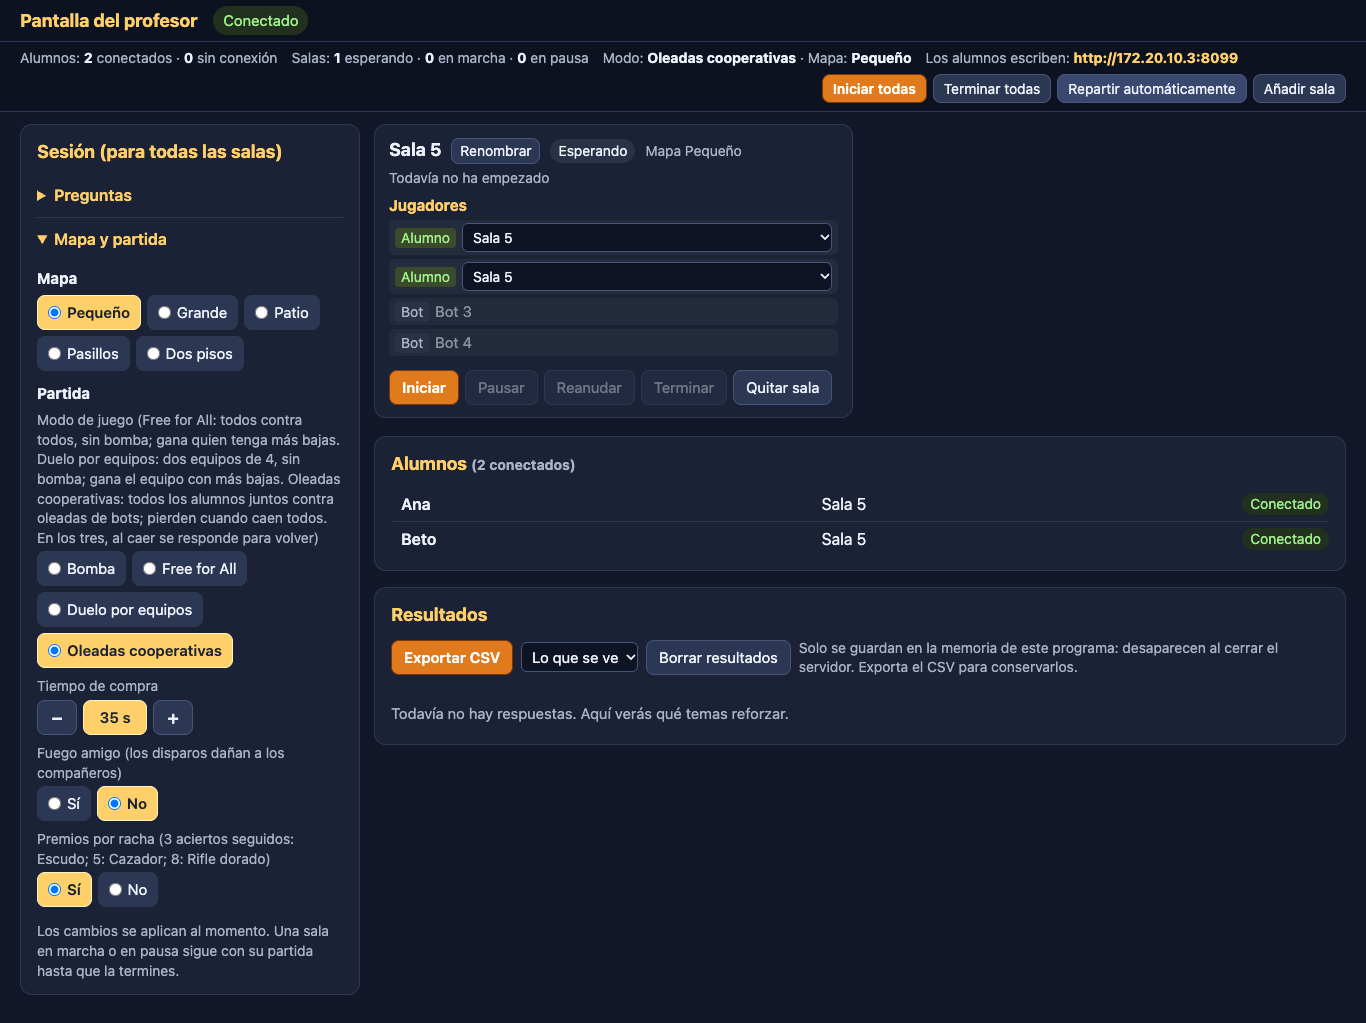 Pantalla del profesor Conectado
Alumnos: 2 conectados · 0 sin conexión Salas: 1 esperando · 0 en marcha · 0 en pausa Modo: Oleadas cooperativas · Mapa: Pequeño Los alumnos escriben: http://172.20.10.3:8099
Iniciar todas Terminar todas Repartir automáticamente Añadir sala
Sesión (para todas las salas)
Preguntas
Mapa y partida
Mapa
Pequeño Grande Patio
Pasillos Dos pisos
Partida
Modo de juego (Free for All: todos contra
todos, sin bomba; gana quien tenga más bajas.
Duelo por equipos: dos equipos de 4, sin
bomba; gana el equipo con más bajas. Oleadas
cooperativas: todos los alumnos juntos contra
oleadas de bots; pierden cuando caen todos.
En los tres, al caer se responde para volver)
Bomba Free for All
Duelo por equipos
Oleadas cooperativas
Tiempo de compra
− 35 s +
Fuego amigo (los disparos dañan a los
compañeros)
Sí No
Premios por racha (3 aciertos seguidos:
Escudo; 5: Cazador; 8: Rifle dorado)
Sí No
Los cambios se aplican al momento. Una sala
en marcha o en pausa sigue con su partida
hasta que la termines.
Sala 5 Renombrar Esperando Mapa Pequeño
Todavía no ha empezado
Jugadores
Alumno Sala 5
Alumno Sala 5
Bot Bot 3
Bot Bot 4
Iniciar Pausar Reanudar Terminar Quitar sala
Alumnos (2 conectados)
Ana Sala 5 Conectado
Beto Sala 5 Conectado
Resultados
Exportar CSV Lo que se ve Borrar resultados
Solo se guardan en la memoria de este programa: desaparecen al cerrar el
servidor. Exporta el CSV para conservarlos.
Todavía no hay respuestas. Aquí verás qué temas reforzar.